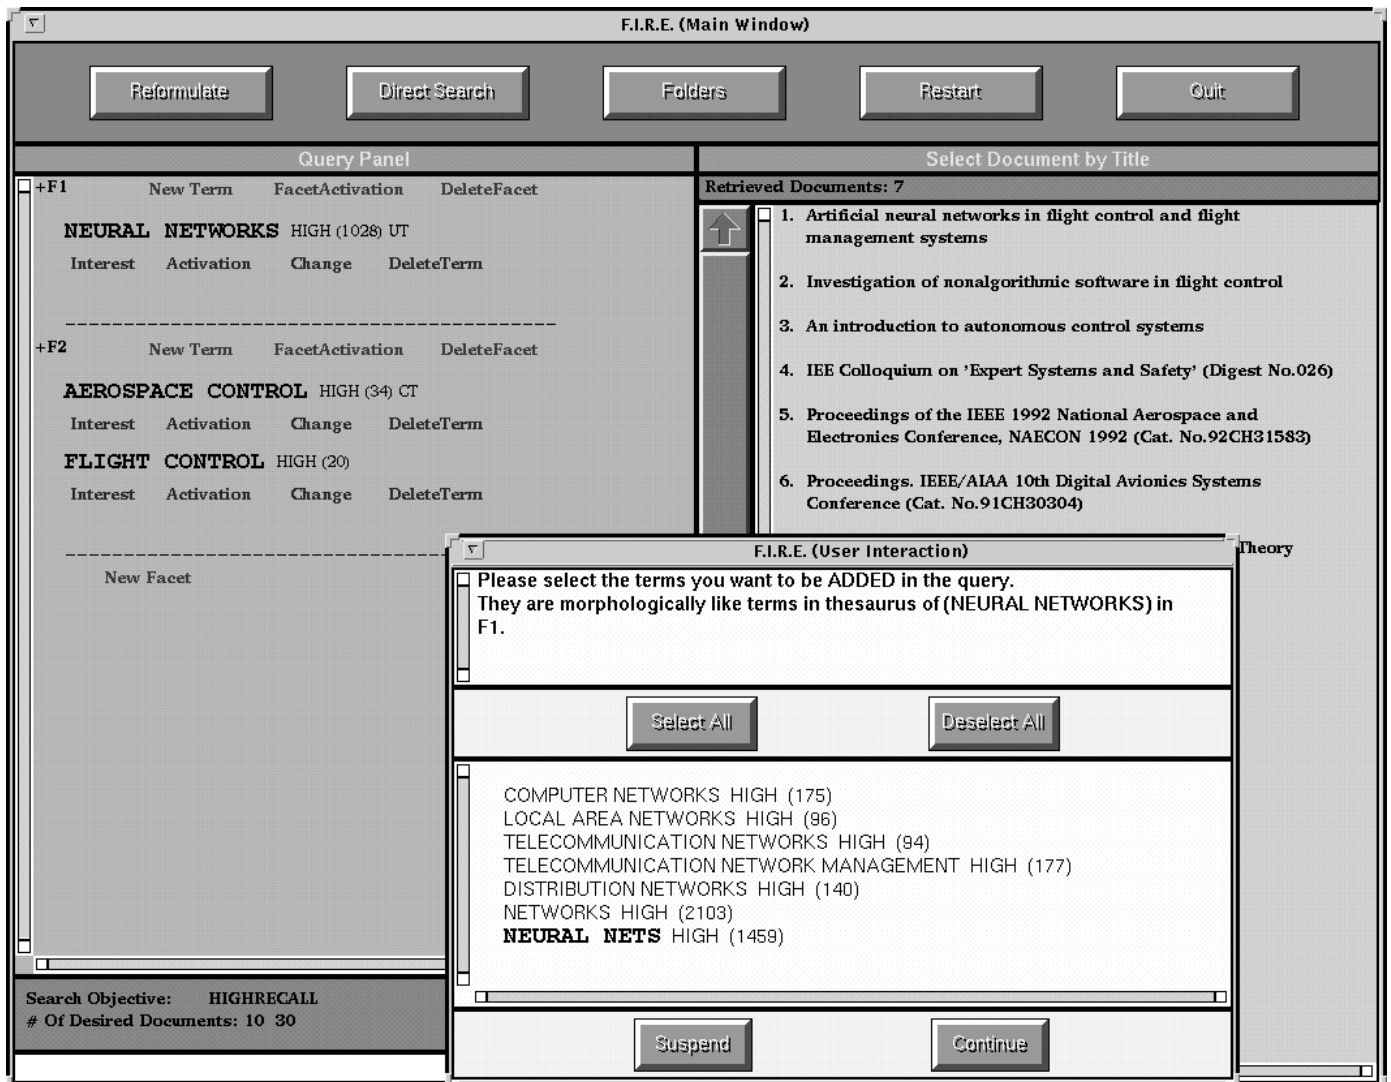 F.I.R.E. (Main Window)
Reformulate Direct Search Folders Restart Quit
Query Panel
+F1 New Term FacetActivation DeleteFacet
NEURAL NETWORKS HIGH (1028) UT
Interest Activation Change DeleteTerm
+F2 New Term FacetActivation DeleteFacet
AEROSPACE CONTROL HIGH (34) CT
Interest Activation Change DeleteTerm
FLIGHT CONTROL HIGH (20)
Interest Activation Change DeleteTerm
New Facet
Search Objective: HIGHRECALL
# Of Desired Documents: 10 30
Select Document by Title
Retrieved Documents: 7
1. Artificial neural networks in flight control and flight
management systems
2. Investigation of nonalgorithmic software in flight control
3. An introduction to autonomous control systems
4. IEE Colloquium on 'Expert Systems and Safety' (Digest No.026)
5. Proceedings of the IEEE 1992 National Aerospace and
Electronics Conference, NAECON 1992 (Cat. No.92CH31583)
6. Proceedings. IEEE/AIAA 10th Digital Avionics Systems
Conference (Cat. No.91CH30304)
Theory
F.I.R.E. (User Interaction)
Please select the terms you want to be ADDED in the query.
They are morphologically like terms in thesaurus of (NEURAL NETWORKS) in
F1.
Select All Deselect All
COMPUTER NETWORKS HIGH (175)
LOCAL AREA NETWORKS HIGH (96)
TELECOMMUNICATION NETWORKS HIGH (94)
TELECOMMUNICATION NETWORK MANAGEMENT HIGH (177)
DISTRIBUTION NETWORKS HIGH (140)
NETWORKS HIGH (2103)
NEURAL NETS HIGH (1459)
Suspend Continue